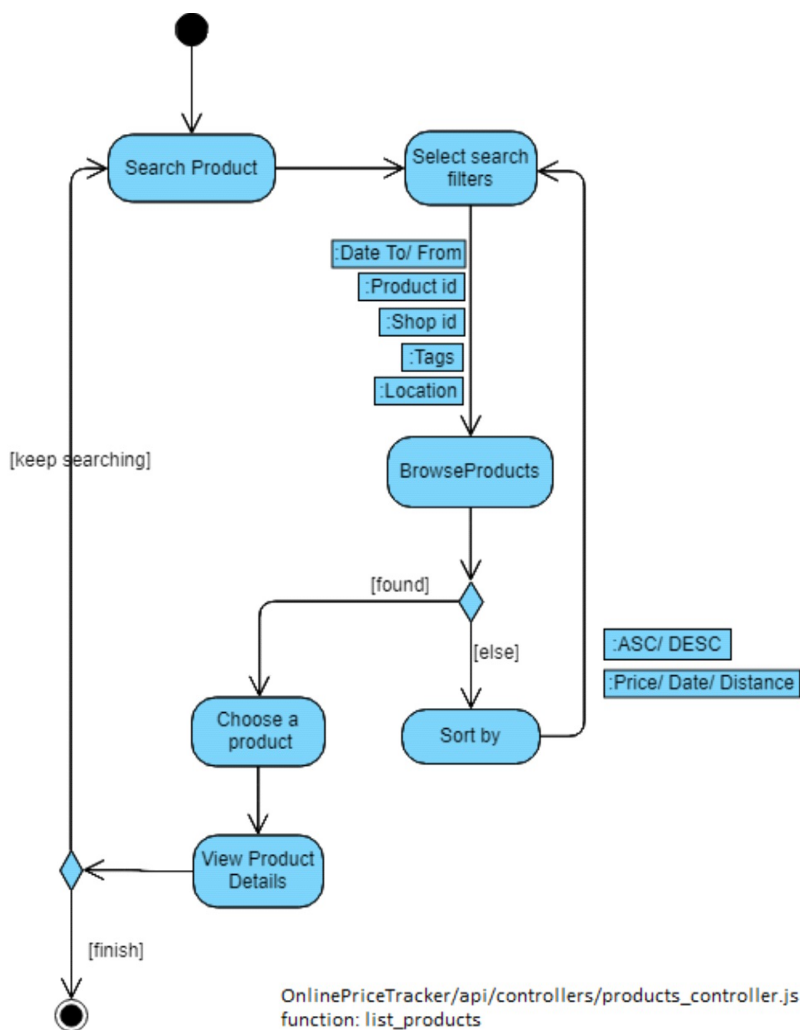 Search Product
Select search
filters
:Date To/ From
:Product id
:Shop id
:Tags
:Location
[keep searching]
BrowseProducts
[found]
[else]
:ASC/ DESC
:Price/ Date/ Distance
Choose a
product
Sort by
View Product
Details
[finish]
OnlinePriceTracker/api/controllers/products_controller.js
function: list_products